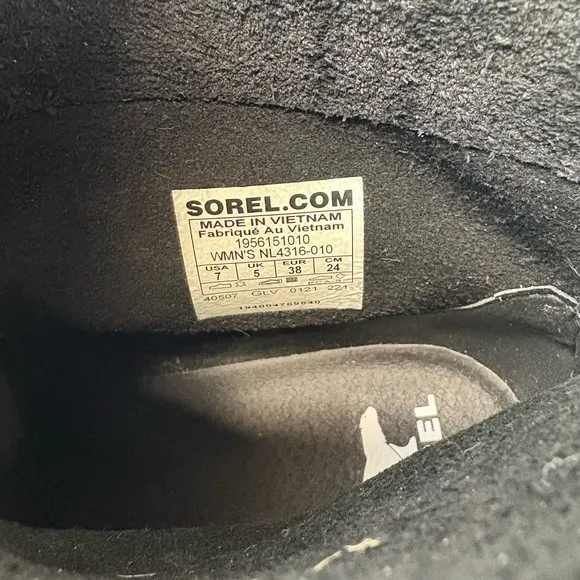 SOREL.COM
MADE IN VIETNAM
Fabriqué Au Vietnam
1956151010
WMN'S NL4316-010
USA UK EUR CM
7 5 38 24
40507 GLV 0121 221
EL